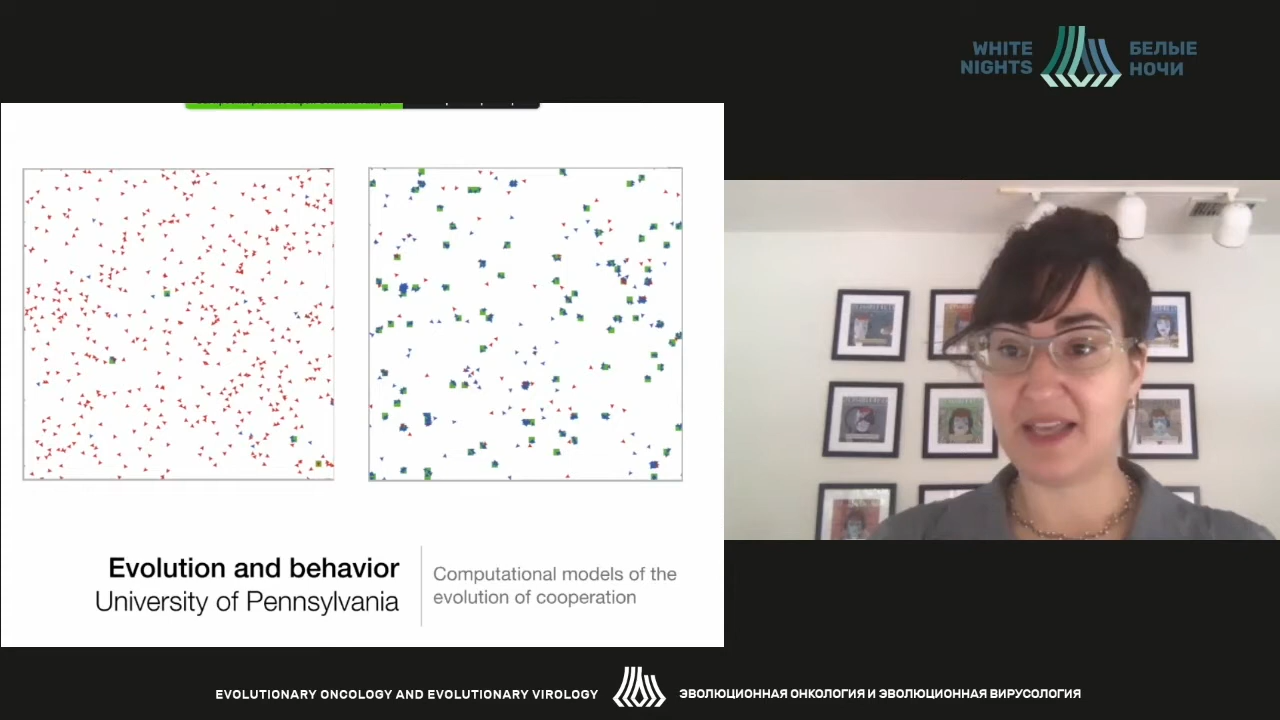 WHITE
NIGHTS
БЕЛЫЕ
НОЧИ
Evolution and behavior
University of Pennsylvania
Computational models of the
evolution of cooperation
EVOLUTIONARY ONCOLOGY AND EVOLUTIONARY VIROLOGY
ЭВОЛЮЦИОННАЯ ОНКОЛОГИЯ И ЭВОЛЮЦИОННАЯ ВИРУСОЛОГИЯ